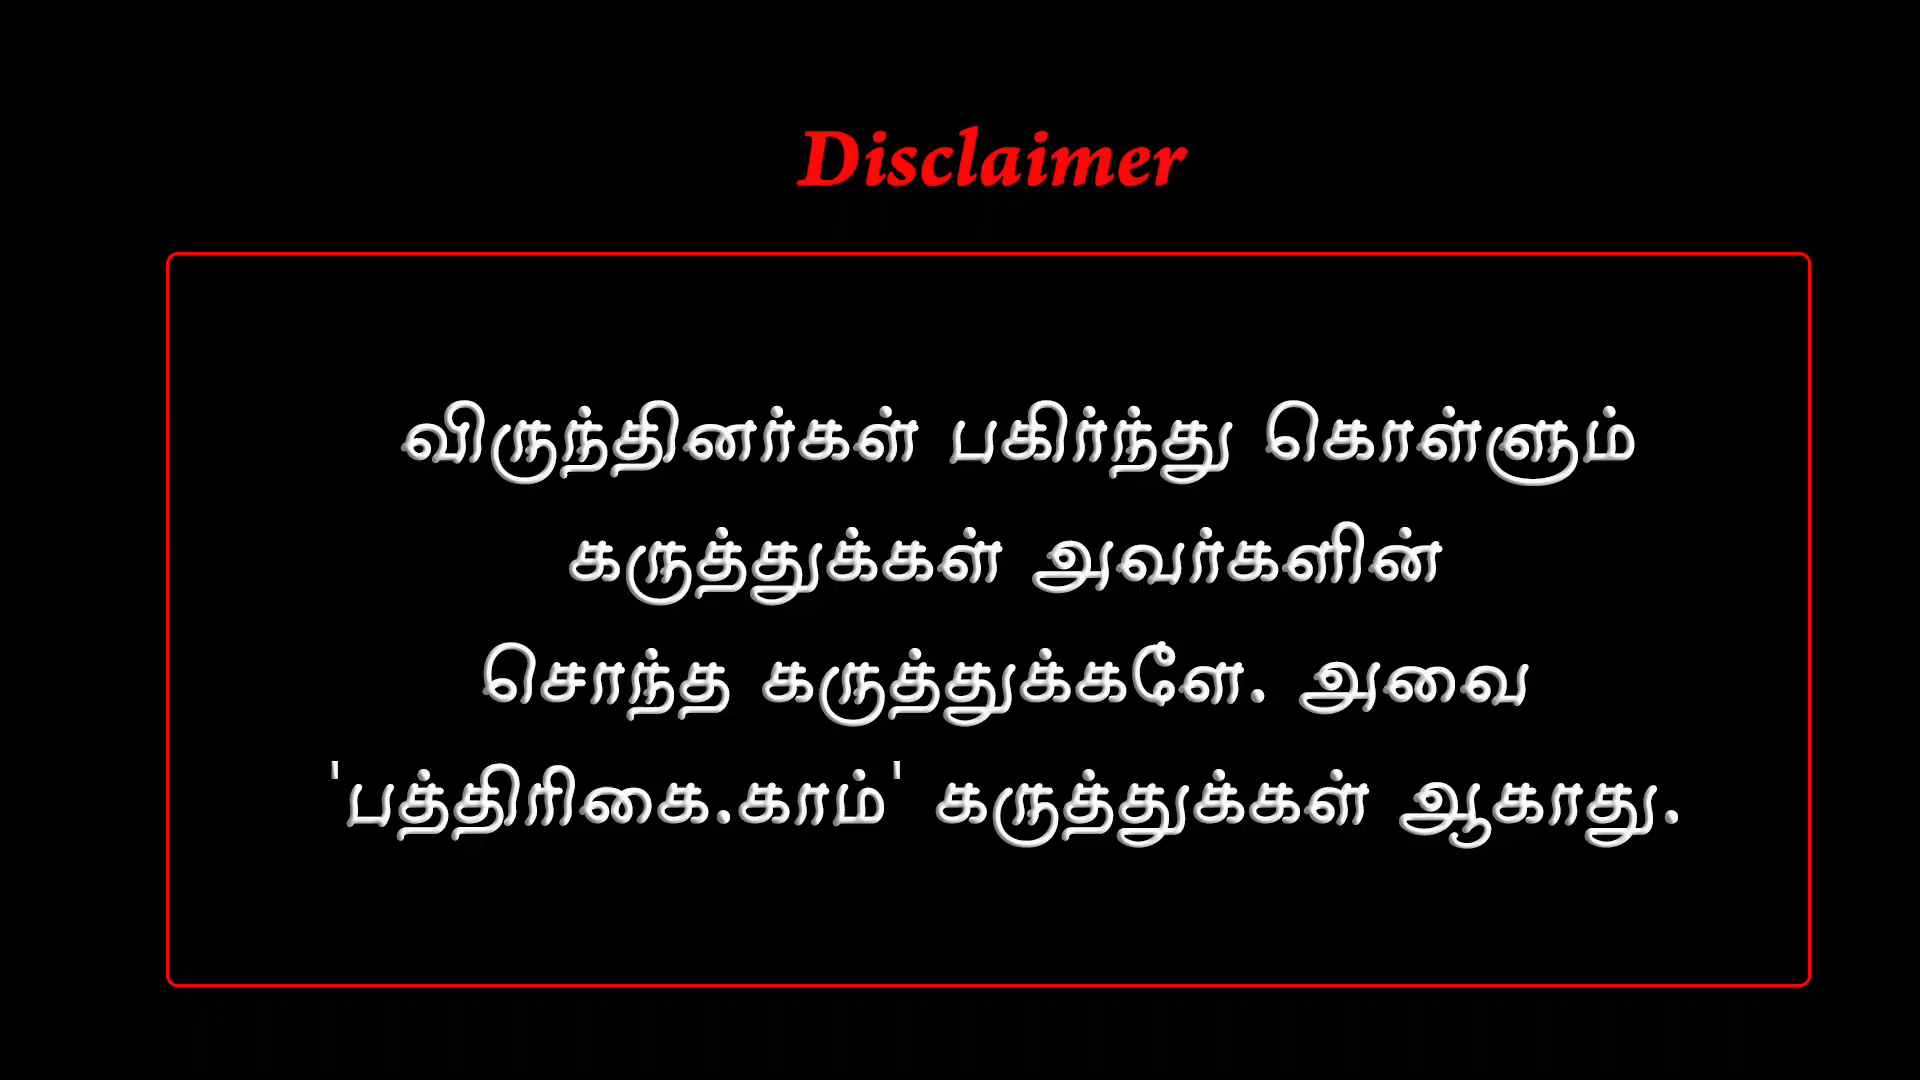 Disclaimer
விருந்தினர்கள் பகிர்ந்து கொள்ளும்
கருத்துக்கள் அவர்களின்
சொந்த கருத்துக்களே. அவை
'பத்திரிகை.காம்' கருத்துக்கள் ஆகாது.